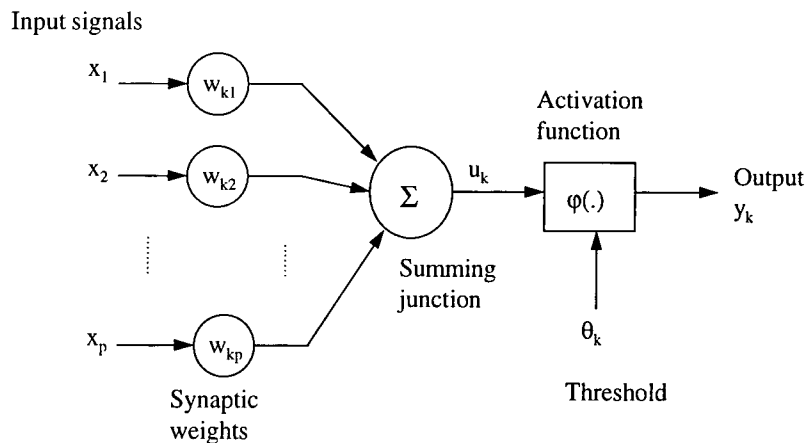 Input signals
x1
wk1
x2
wk2
xp
wkp
Synaptic
weights
Σ
Summing
junction
uk
Activation
function
φ(.)
θk
Threshold
Output
yk